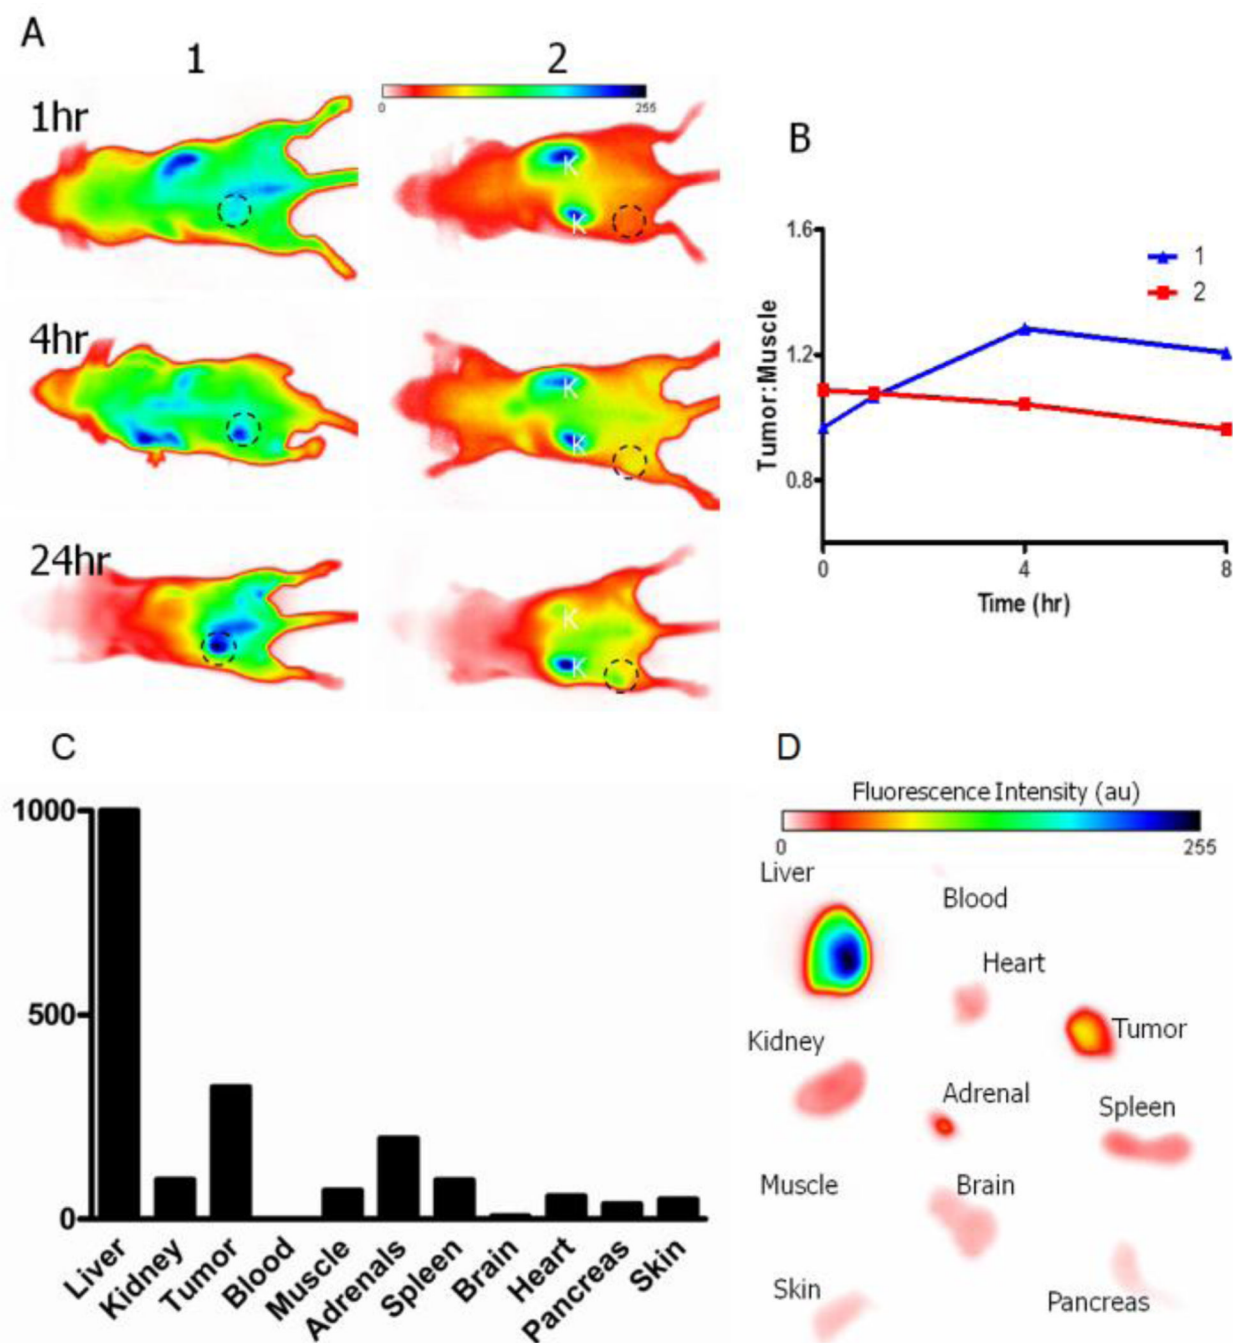 A
1
2
0
255
1hr
K
K
4hr
K
K
24hr
K
K
B
1.6
1.2
0.8
Tumor:Muscle
1
2
0
4
8
Time (hr)
C
1000
500
0
Liver
Kidney
Tumor
Blood
Muscle
Adrenals
Spleen
Brain
Heart
Pancreas
Skin
D
Fluorescence Intensity (au)
0
255
Liver
Blood
Heart
Tumor
Kidney
Adrenal
Spleen
Muscle
Brain
Skin
Pancreas